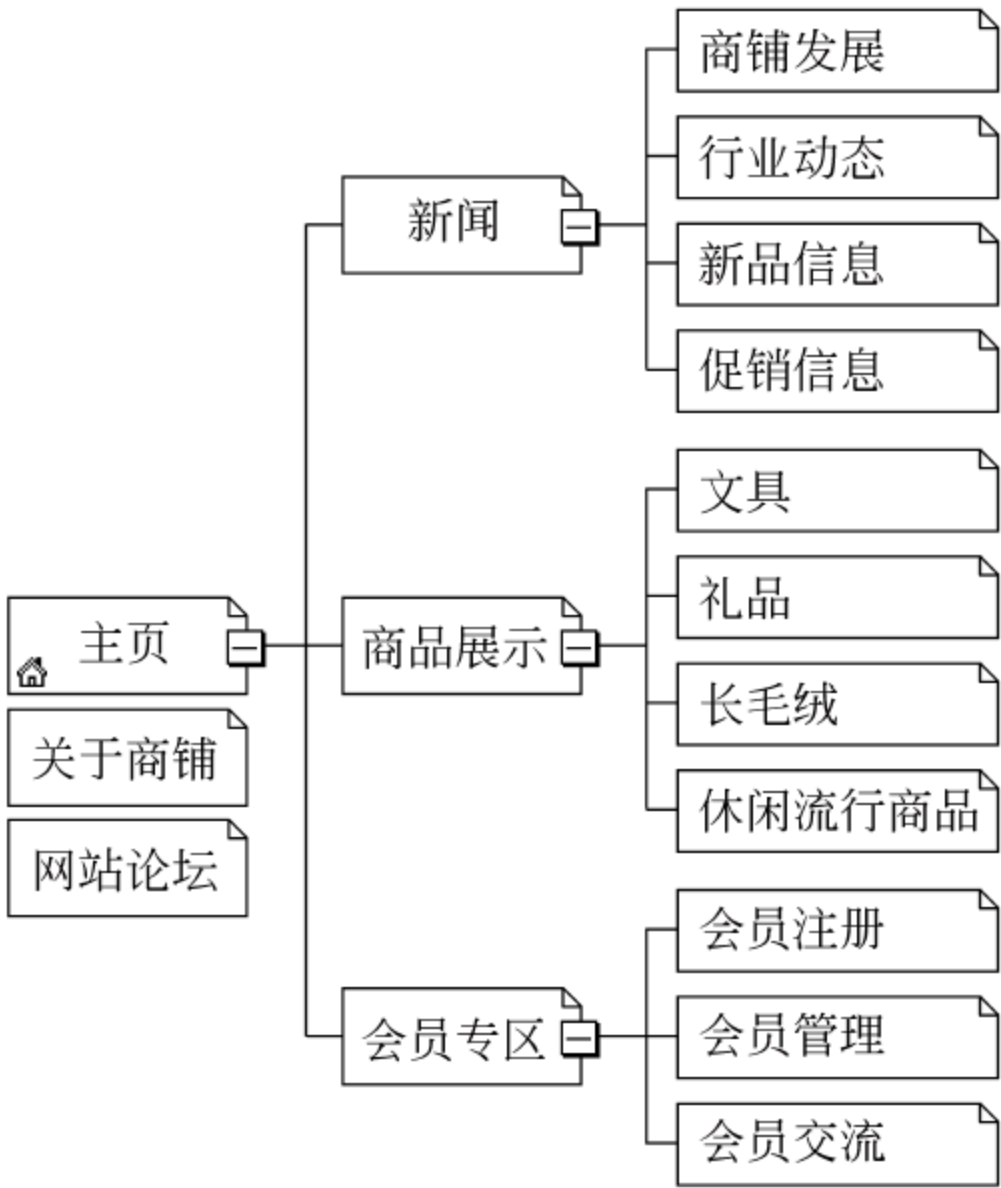 主页
关于商铺
网站论坛
新闻
商铺发展
行业动态
新品信息
促销信息
商品展示
文具
礼品
长毛绒
休闲流行商品
会员专区
会员注册
会员管理
会员交流